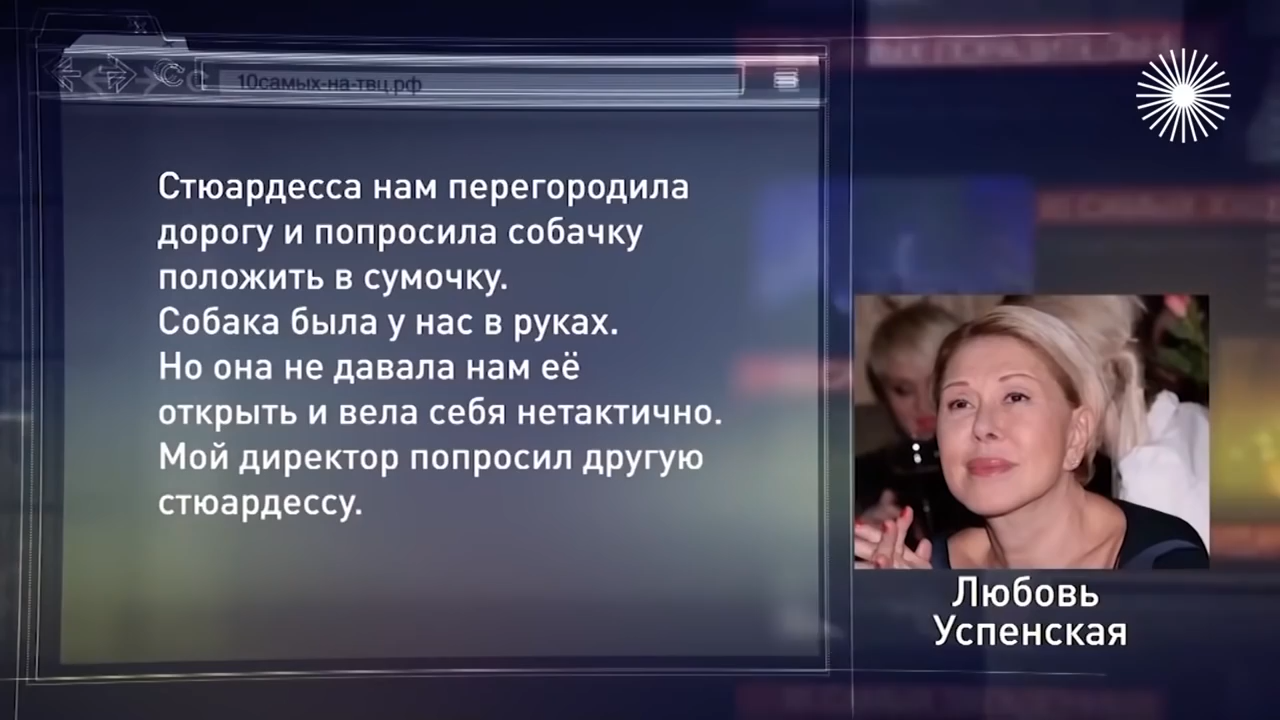 10самых-на-твц.рф
Стюардесса нам перегородила
дорогу и попросила собачку
положить в сумочку.
Собака была у нас в руках.
Но она не давала нам её
открыть и вела себя нетактично.
Мой директор попросил другую
стюардессу.
Любовь
Успенская